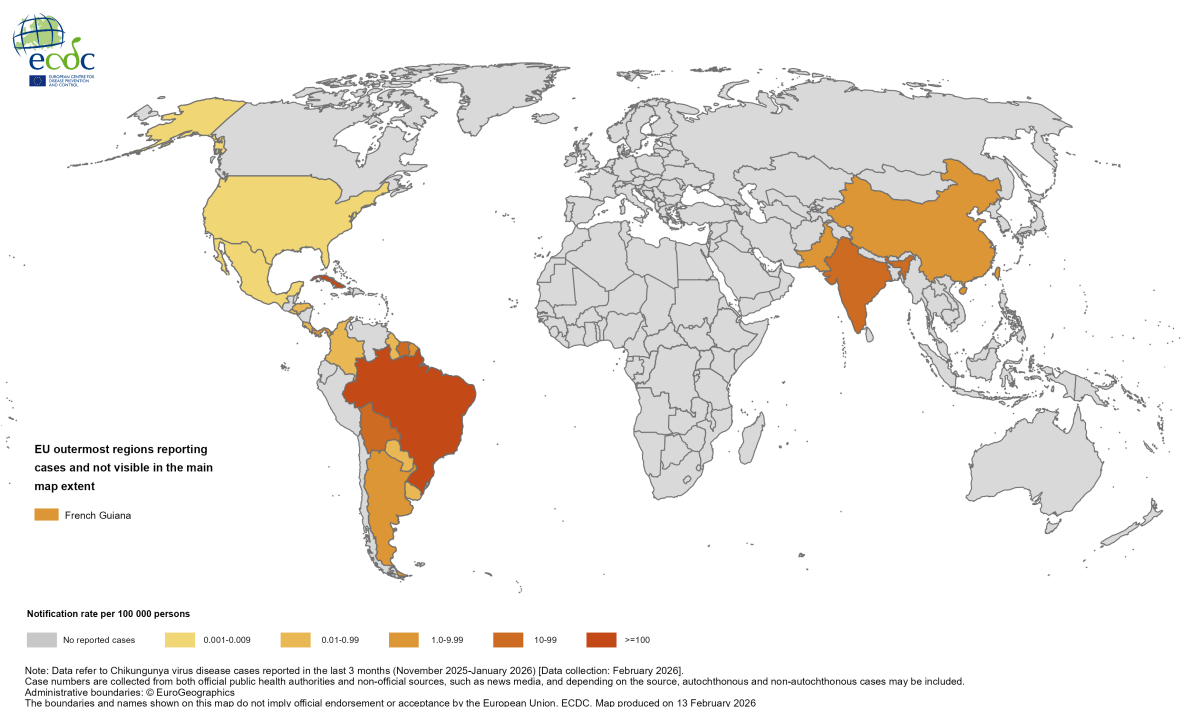 ecdc
EUROPEAN CENTRE FOR
DISEASE PREVENTION
AND CONTROL
EU outermost regions reporting
cases and not visible in the main
map extent
French Guiana
Notification rate per 100 000 persons
No reported cases
0.001-0.009
0.01-0.99
1.0-9.99
10-99
>=100
Note: Data refer to Chikungunya virus disease cases reported in the last 3 months (November 2025-January 2026) [Data collection: February 2026].
Case numbers are collected from both official public health authorities and non-official sources, such as news media, and depending on the source, autochthonous and non-autochthonous cases may be included.
Administrative boundaries: © EuroGeographics
The boundaries and names shown on this map do not imply official endorsement or acceptance by the European Union. ECDC. Map produced on 13 February 2026